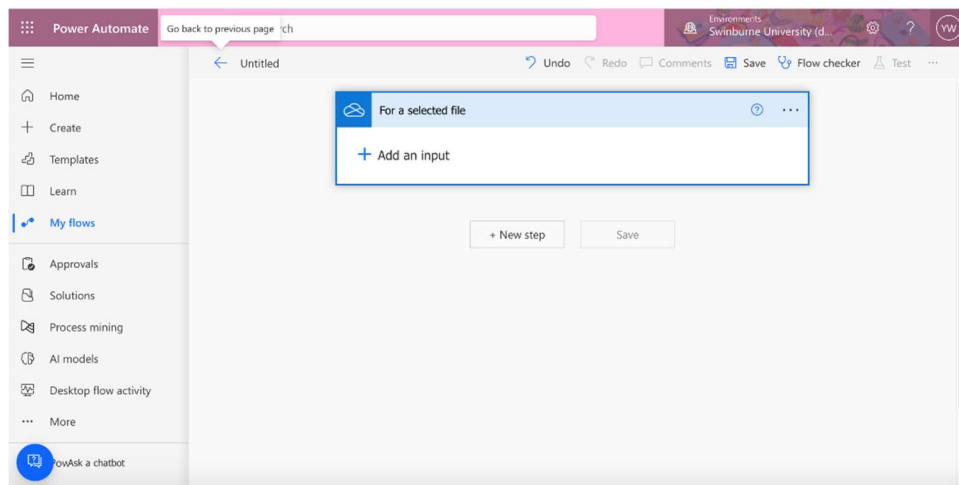 Power Automate
Go back to previous page
rch
Environments
Swinburne University (d...
?
YW
Untitled
Undo
Redo
Comments
Save
Flow checker
Test
...
Home
Create
Templates
Learn
My flows
Approvals
Solutions
Process mining
AI models
Desktop flow activity
More
PowAsk a chatbot
For a selected file
Add an input
+ New step
Save